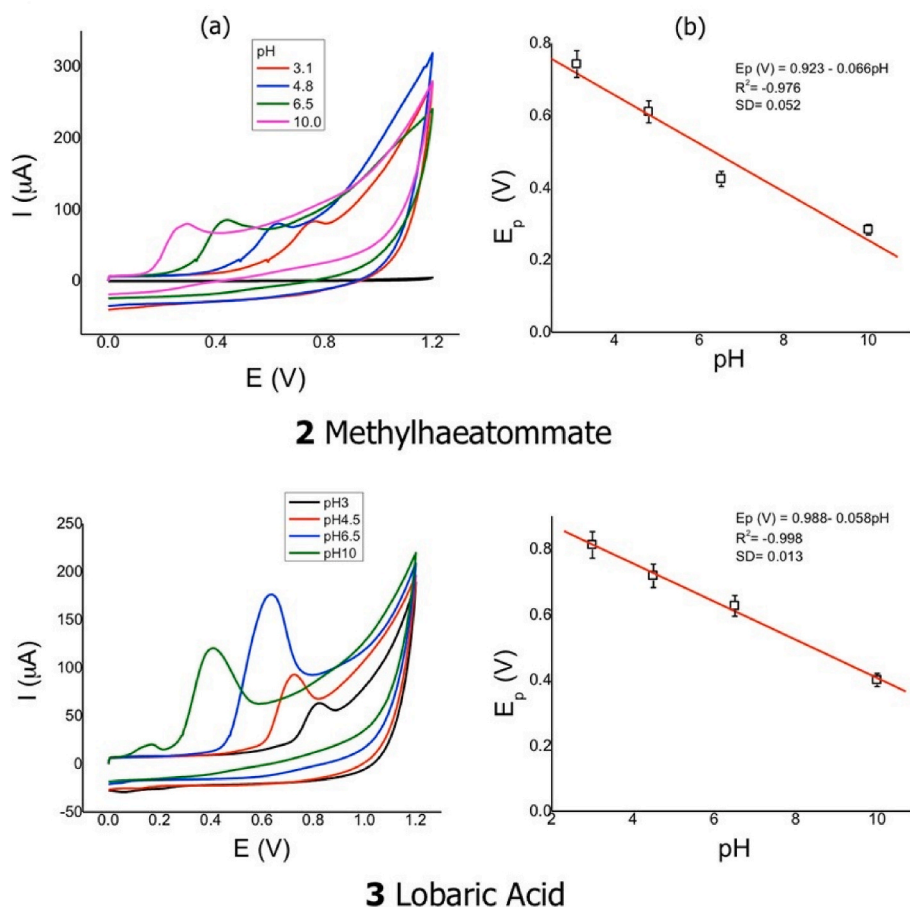 (a)
pH
3.1
4.8
6.5
10.0
300
200
100
0
I (μA)
0.0 0.4 0.8 1.2
E (V)
(b)
Ep (V) = 0.923 - 0.066pH
R²= -0.976
SD= 0.052
0.8
0.6
0.4
0.2
0.0
Ep (V)
4 6 8 10
pH
2 Methylhaeatommate
pH3
pH4.5
pH6.5
pH10
250
200
150
100
50
0
-50
I (μA)
0.0 0.2 0.4 0.6 0.8 1.0 1.2
E (V)
Ep (V) = 0.988- 0.058pH
R²= -0.998
SD= 0.013
0.8
0.6
0.4
0.2
0.0
Ep (V)
2 4 6 8 10
pH
3 Lobaric Acid